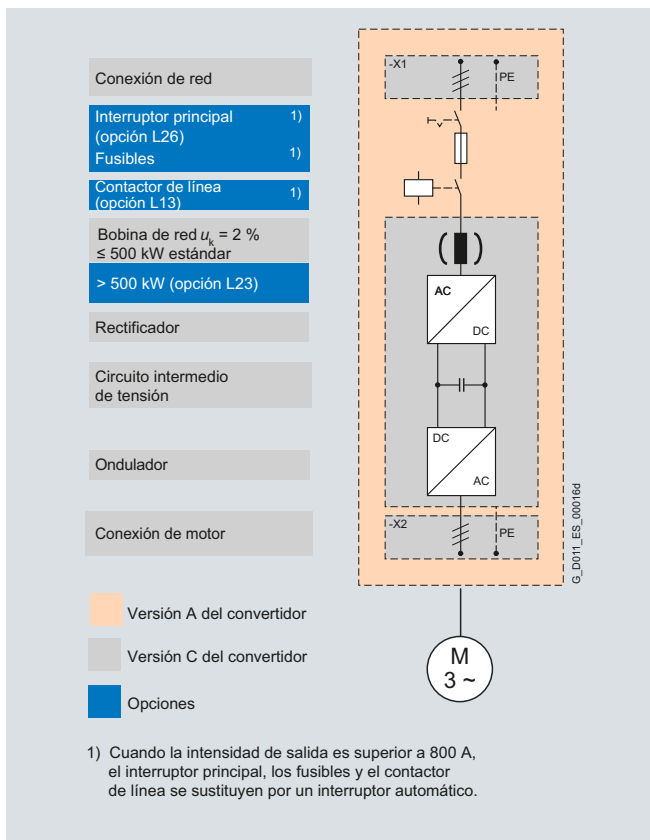 Conexión de red
Interruptor principal 1)
(opción L26)
Fusibles 1)
Contactor de línea 1)
(opción L13)
Bobina de red uk = 2 %
≤ 500 kW estándar
> 500 kW (opción L23)
Rectificador
Circuito intermedio
de tensión
Ondulador
Conexión de motor
-X1
PE
AC
DC
DC
AC
-X2
PE
M
3 ~
G_D011_ES_00016d
Versión A del convertidor
Versión C del convertidor
Opciones
1) Cuando la intensidad de salida es superior a 800 A,
el interruptor principal, los fusibles y el contactor
de línea se sustituyen por un interruptor automático.